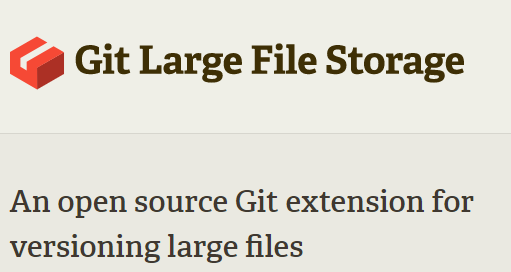 Git Large File Storage
An open source Git extension for
versioning large files